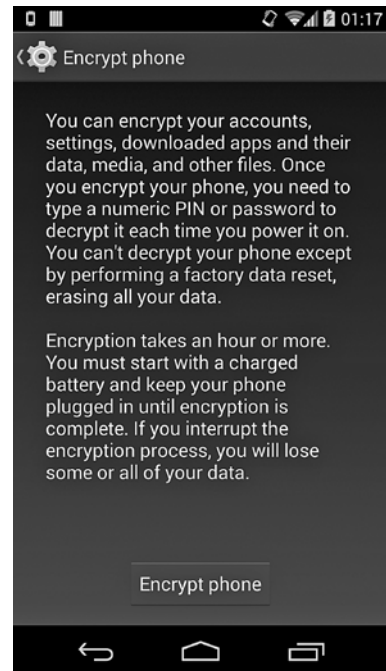 01:17
Encrypt phone
You can encrypt your accounts,
settings, downloaded apps and their
data, media, and other files. Once
you encrypt your phone, you need to
type a numeric PIN or password to
decrypt it each time you power it on.
You can't decrypt your phone except
by performing a factory data reset,
erasing all your data.
Encryption takes an hour or more.
You must start with a charged
battery and keep your phone
plugged in until encryption is
complete. If you interrupt the
encryption process, you will lose
some or all of your data.
Encrypt phone